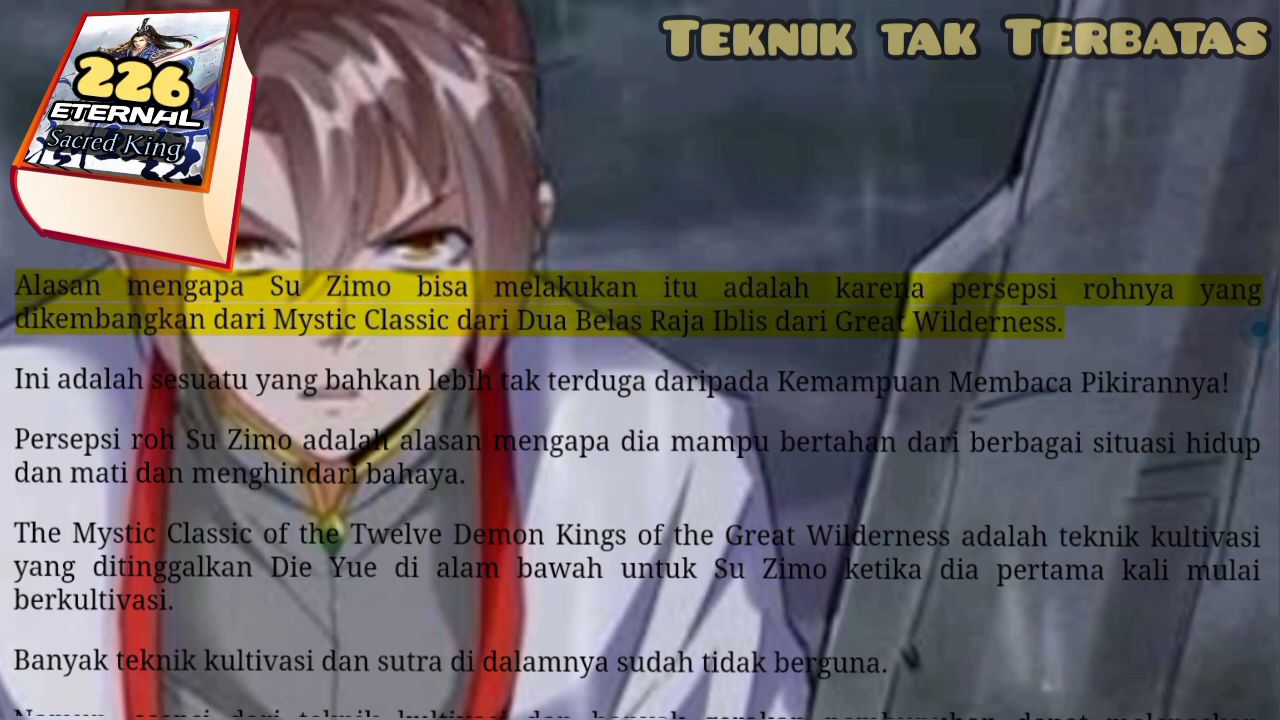 TEKNIK TAK TERBATAS
226
ETERNAL
Sacred King
Alasan mengapa Su Zimo bisa melakukan itu adalah karena persepsi rohnya yang
dikembangkan dari Mystic Classic dari Dua Belas Raja Iblis dari Great Wilderness.
Ini adalah sesuatu yang bahkan lebih tak terduga daripada Kemampuan Membaca Pikirannya!
Persepsi roh Su Zimo adalah alasan mengapa dia mampu bertahan dari berbagai situasi hidup
dan mati dan menghindari bahaya.
The Mystic Classic of the Twelve Demon Kings of the Great Wilderness adalah teknik kultivasi
yang ditinggalkan Die Yue di alam bawah untuk Su Zimo ketika dia pertama kali mulai
berkultivasi.
Banyak teknik kultivasi dan sutra di dalamnya sudah tidak berguna.